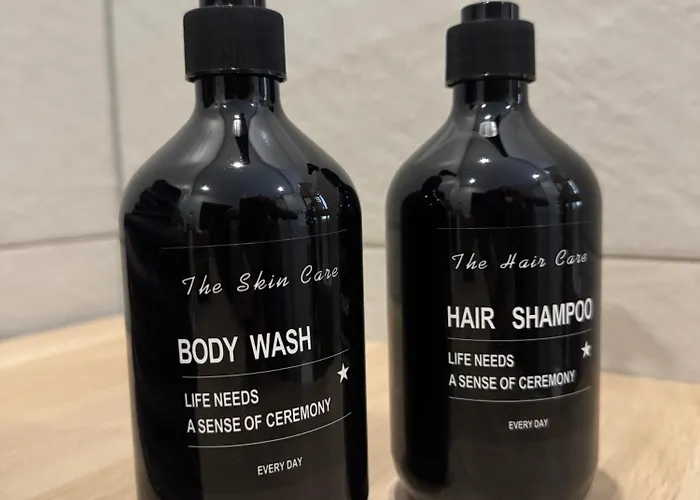 The Skin Care
BODY WASH
LIFE NEEDS
A SENSE OF CEREMONY
EVERY DAY
The Hair Care
HAIR SHAMPOO
LIFE NEEDS
A SENSE OF CEREMONY
EVERY DAY